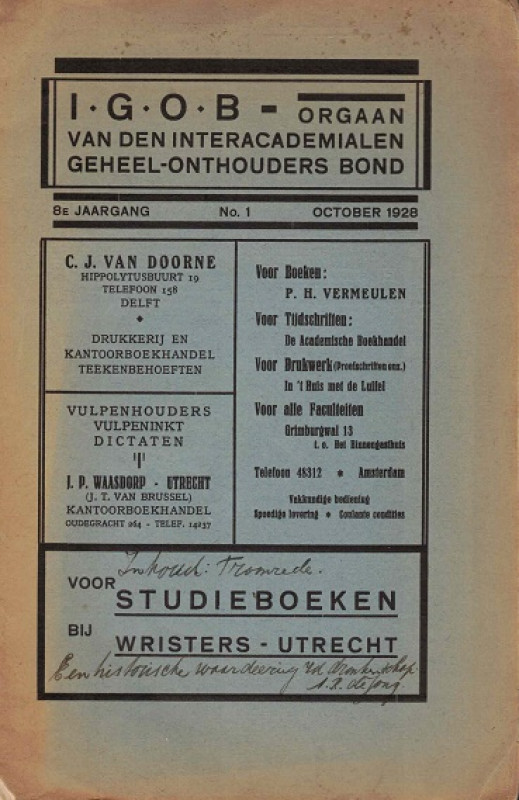 I·G·O·B - ORGAAN
VAN DEN INTERACADEMIALEN
GEHEEL-ONTHOUDERS BOND
8E JAARGANG No. 1 OCTOBER 1928
C. J. VAN DOORNE
HIPPOLYTUSBUURT 19
TELEFOON 158
DELFT
DRUKKERIJ EN
KANTOORBOEKHANDEL
TEEKENBEHOEFTEN
VULPENHOUDERS
VULPENINKT
DICTATEN
J. P. WAASDORP - UTRECHT
(J. T. VAN BRUSSEL)
KANTOORBOEKHANDEL
OUDEGRACHT 264 - TELEF. 14237
Voor Boeken:
P. H. VERMEULEN
Voor Tijdschriften:
De Academische Boekhandel
Voor Drukwerk (Proefschriften enz.)
In 't Huis met de Luifel
Voor alle Faculteiten
Grimburgwal 13
t. o. Het Binnengasthuis
Telefoon 48312 * Amsterdam
Vakkundige bediening
Spoedige levering * Coulante condities
Inhoud: Troonrede.
VOOR STUDIEBOEKEN
BIJ WRISTERS - UTRECHT
Een historische waardeering v/d dronkenschap
de Jong.